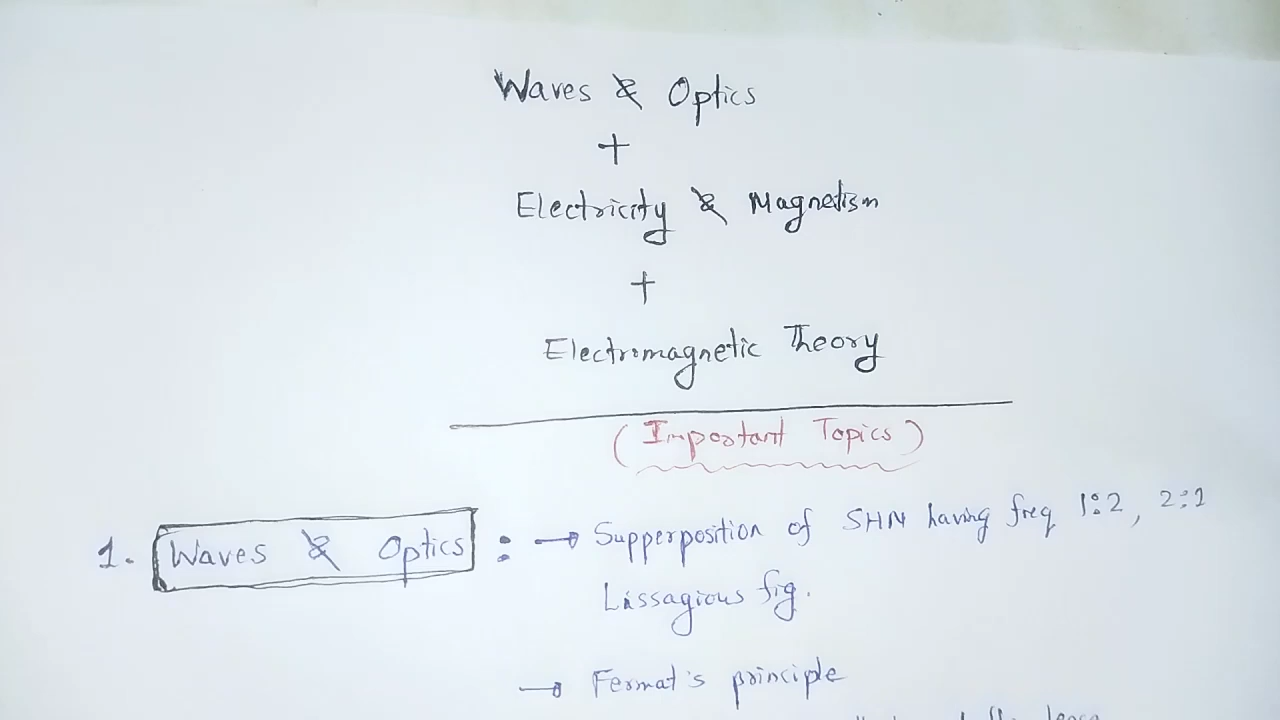 Waves & Optics
+
Electricity & Magnetism
+
Electromagnetic Theory
(Important Topics)
1. Waves & Optics : → Supperposition of SHM having freq 1:2, 2:1
Lissagious fig.
→ Fermat's principle